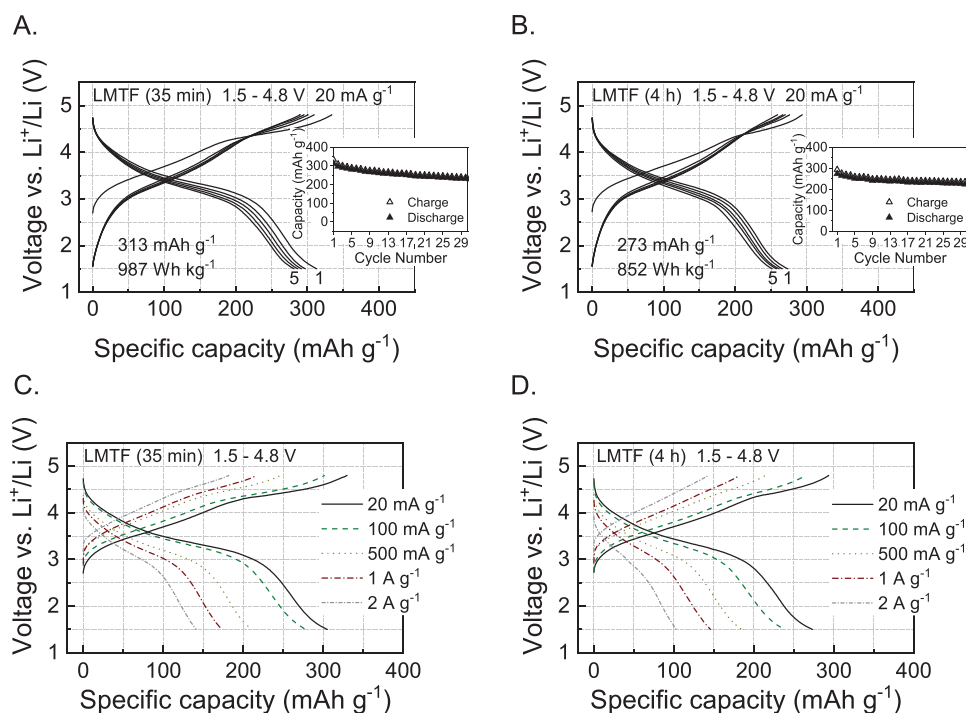 A.
LMTF (35 min) 1.5 - 4.8 V 20 mA g-1
Voltage vs. Li+/Li (V)
5
4
3
2
1
313 mAh g-1
987 Wh kg-1
5 1
0 100 200 300 400
Specific capacity (mAh g-1)
Capacity (mAh g-1)
400
300
200
100
0
Charge
Discharge
1 5 9 13 17 21 25 29
Cycle Number
B.
LMTF (4 h) 1.5 - 4.8 V 20 mA g-1
Voltage vs. Li+/Li (V)
5
4
3
2
1
273 mAh g-1
852 Wh kg-1
5 1
0 100 200 300 400
Specific capacity (mAh g-1)
Capacity (mAh g-1)
400
300
200
100
0
Charge
Discharge
1 5 9 13 17 21 25 29
Cycle Number
C.
LMTF (35 min) 1.5 - 4.8 V
Voltage vs. Li+/Li (V)
5
4
3
2
1
20 mA g-1
100 mA g-1
500 mA g-1
1 A g-1
2 A g-1
0 100 200 300 400
Specific capacity (mAh g-1)
D.
LMTF (4 h) 1.5 - 4.8 V
Voltage vs. Li+/Li (V)
5
4
3
2
1
20 mA g-1
100 mA g-1
500 mA g-1
1 A g-1
2 A g-1
0 100 200 300 400
Specific capacity (mAh g-1)